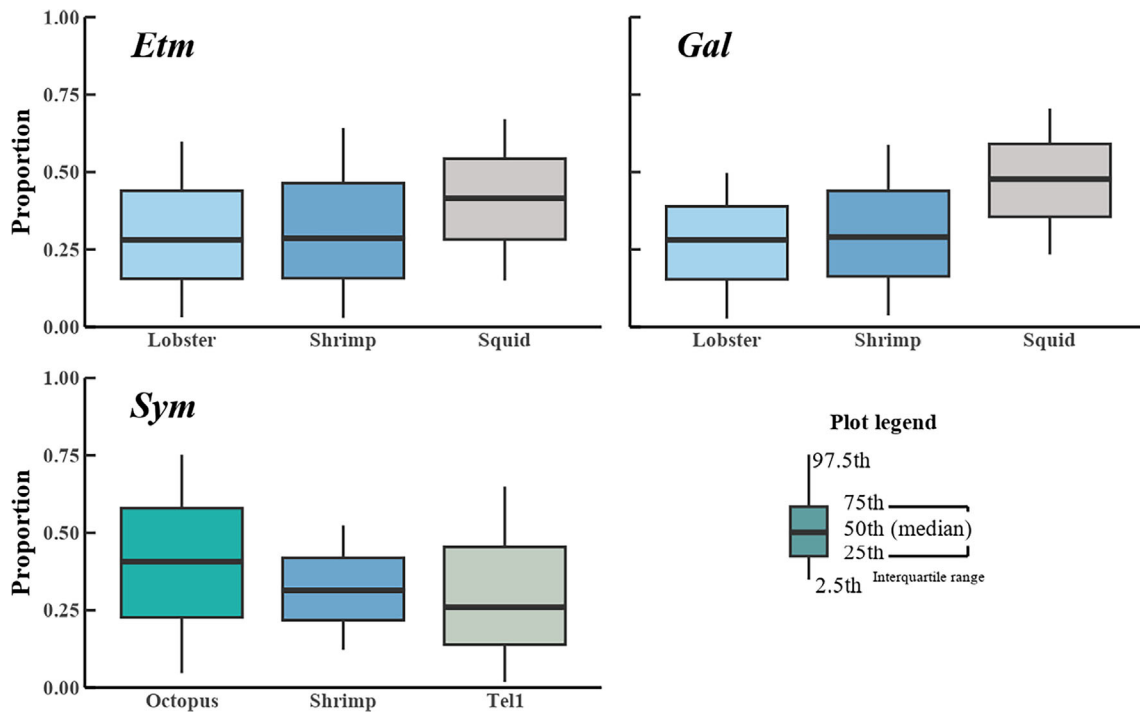 1.00
Etm
0.75
0.50
0.25
0.00
Proportion
Lobster Shrimp Squid
Gal
Lobster Shrimp Squid
1.00
Sym
0.75
0.50
0.25
0.00
Proportion
Octopus Shrimp Tel1
Plot legend
97.5th
75th
50th (median)
25th
Interquartile range
2.5th